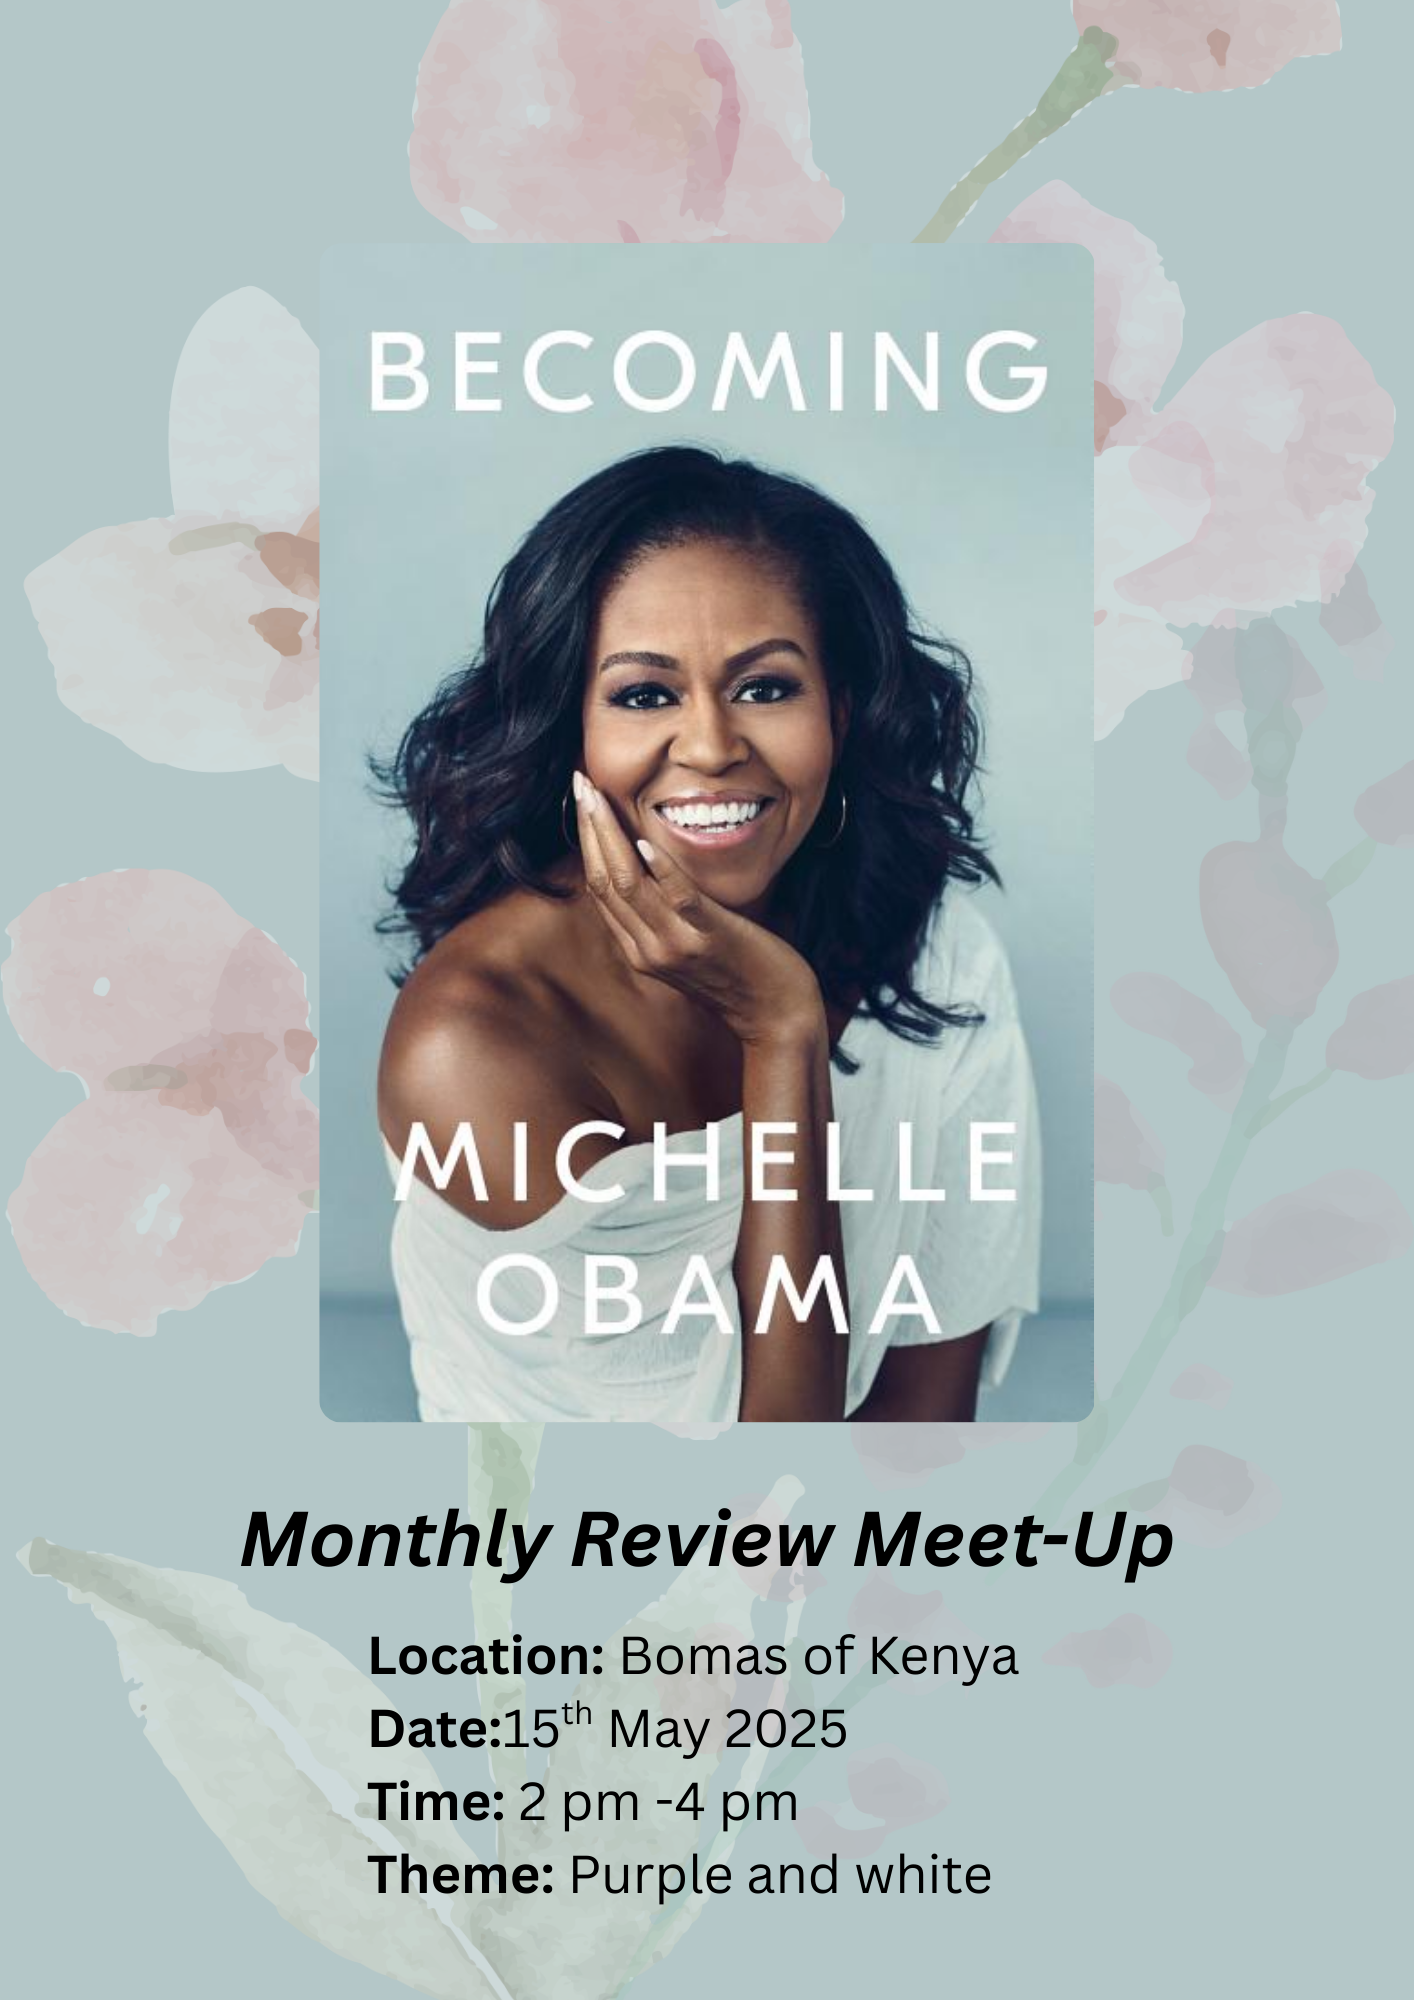 BECOMING
MICHELLE
OBAMA
Monthly Review Meet-Up
Location: Bomas of Kenya
Date:15th May 2025
Time: 2 pm -4 pm
Theme: Purple and white